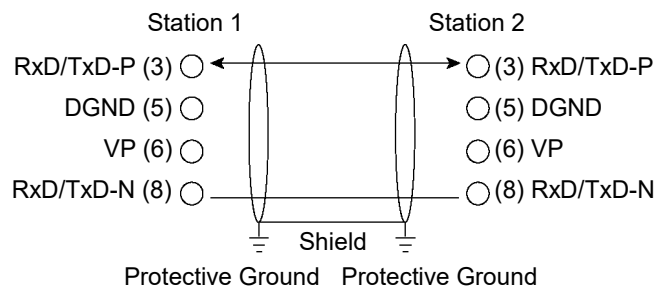 Station 1 Station 2
RxD/TxD-P (3) (3) RxD/TxD-P
DGND (5) (5) DGND
VP (6) (6) VP
RxD/TxD-N (8) (8) RxD/TxD-N
Shield
Protective Ground Protective Ground